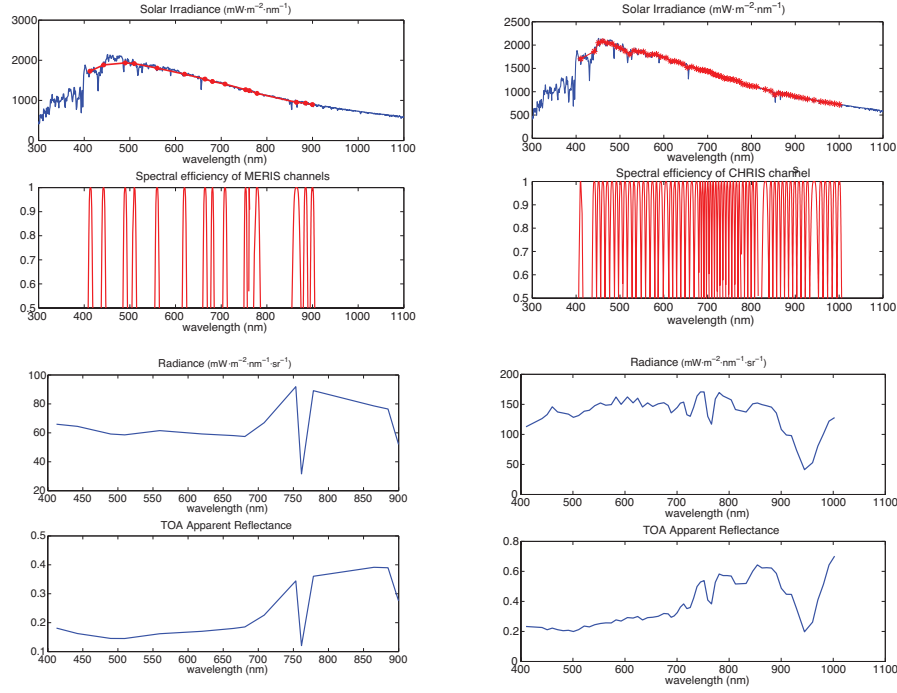 Solar Irradiance (mW·m−2·nm−1)
3000
2000
1000
0
300 400 500 600 700 800 900 1000 1100
wavelength (nm)
Spectral efficiency of MERIS channels
1
0.9
0.8
0.7
0.6
0.5
300 400 500 600 700 800 900 1000 1100
wavelength (nm)
Radiance (mW·m−2·nm−1·sr−1)
100
80
60
40
20
400 450 500 550 600 650 700 750 800 850 900
wavelength (nm)
TOA Apparent Reflectance
0.5
0.4
0.3
0.2
0.1
400 450 500 550 600 650 700 750 800 850 900
wavelength (nm)
Solar Irradiance (mW·m−2·nm−1)
2500
2000
1500
1000
500
0
300 400 500 600 700 800 900 1000 1100
wavelength (nm)
Spectral efficiency of CHRIS channels
1
0.9
0.8
0.7
0.6
0.5
300 400 500 600 700 800 900 1000 1100
wavelength (nm)
Radiance (mW·m−2·nm−1·sr−1)
200
150
100
50
0
400 500 600 700 800 900 1000 1100
wavelength (nm)
TOA Apparent Reflectance
0.8
0.6
0.4
0.2
0
400 500 600 700 800 900 1000 1100
wavelength (nm)